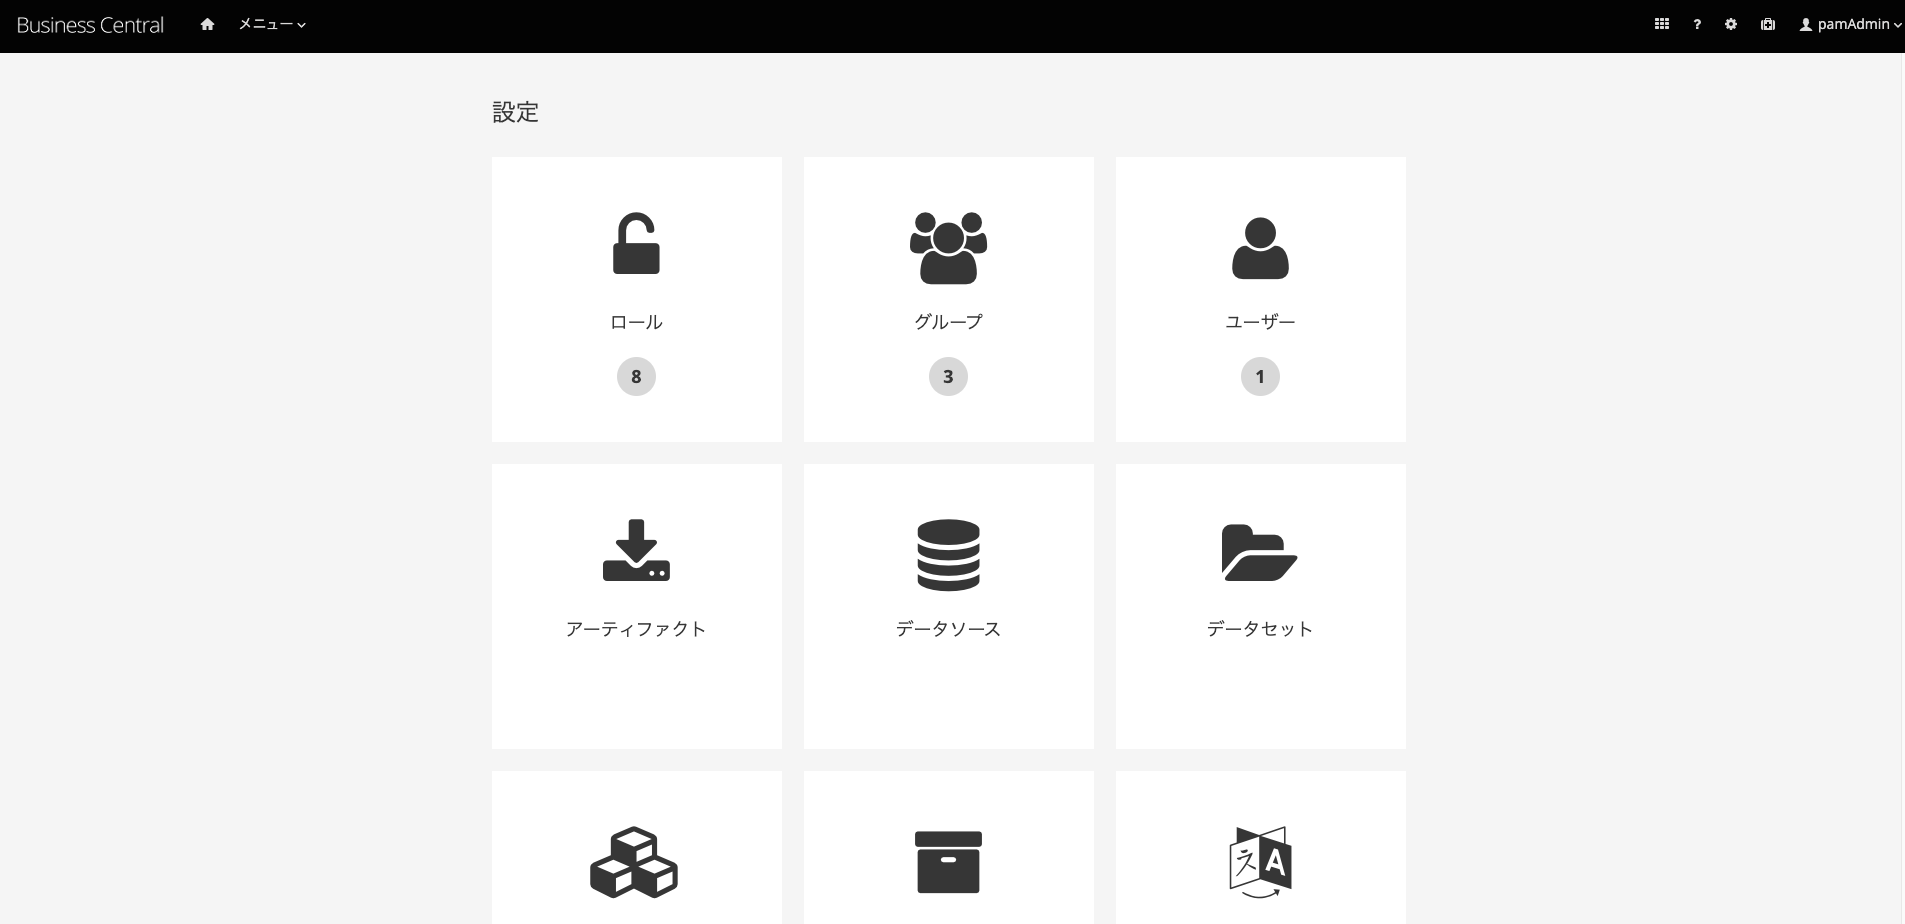 Business Central メニュー ? pamAdmin
設定
ロール グループ ユーザー
8 3 1
アーティファクト データソース データセット
A